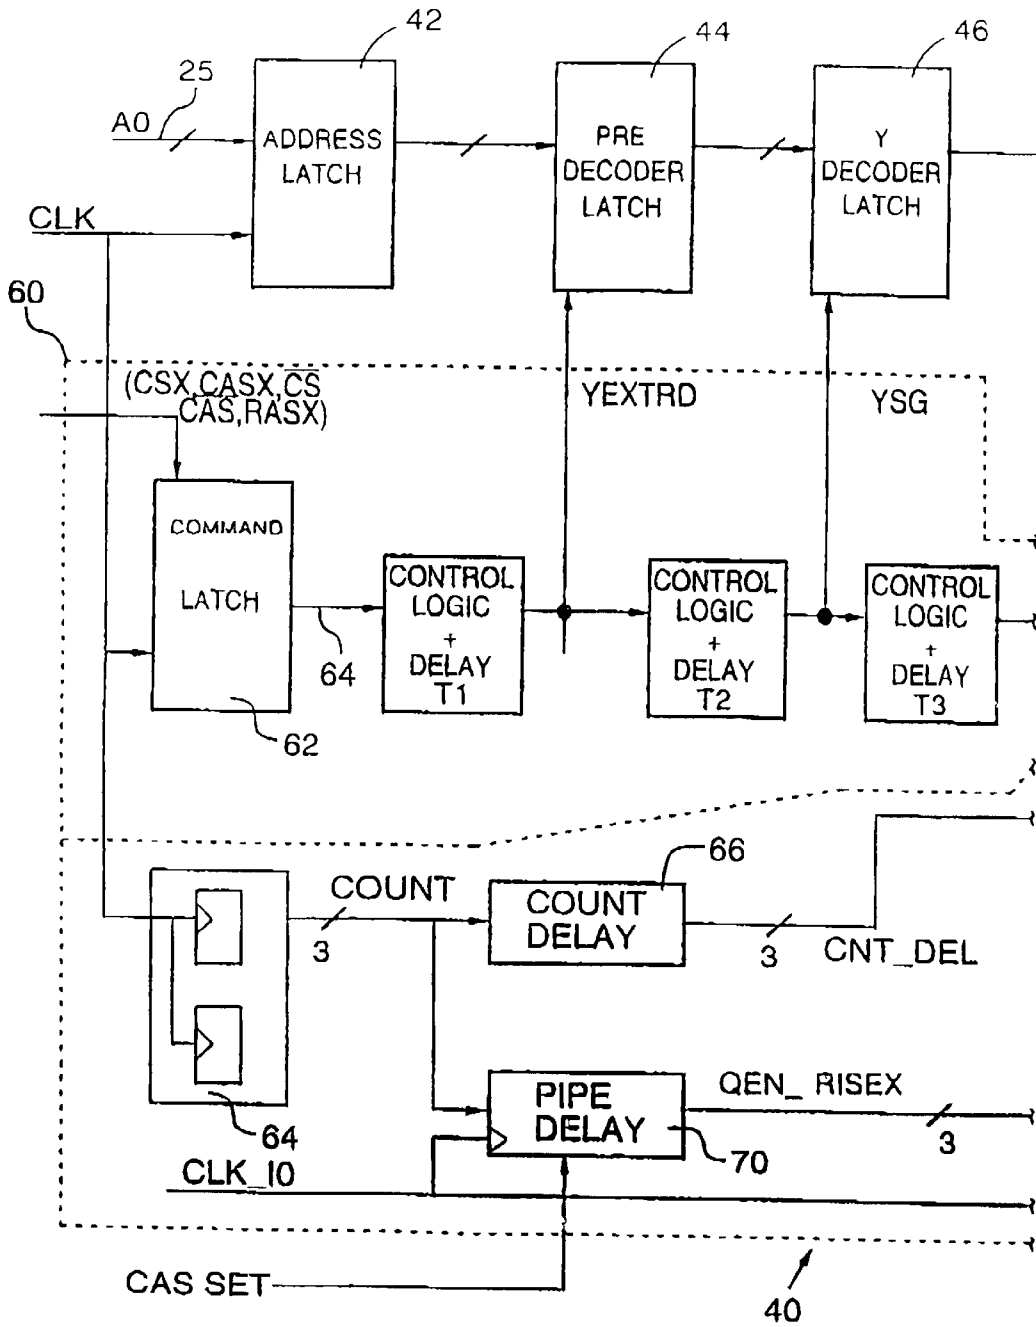 42
44
46
25
A0
ADDRESS
LATCH
PRE
DECODER
LATCH
Y
DECODER
LATCH
CLK
60
(CSX,CASX,C̅S̅
C̅A̅S̅,RASX)
YEXTRD
YSG
COMMAND
LATCH
64
62
CONTROL
LOGIC
+
DELAY
T1
CONTROL
LOGIC
+
DELAY
T2
CONTROL
LOGIC
+
DELAY
T3
COUNT
3
66
COUNT
DELAY
3
CNT_DEL
64
PIPE
DELAY
70
QEN_ RISEX
3
CLK_IO
CAS SET
40